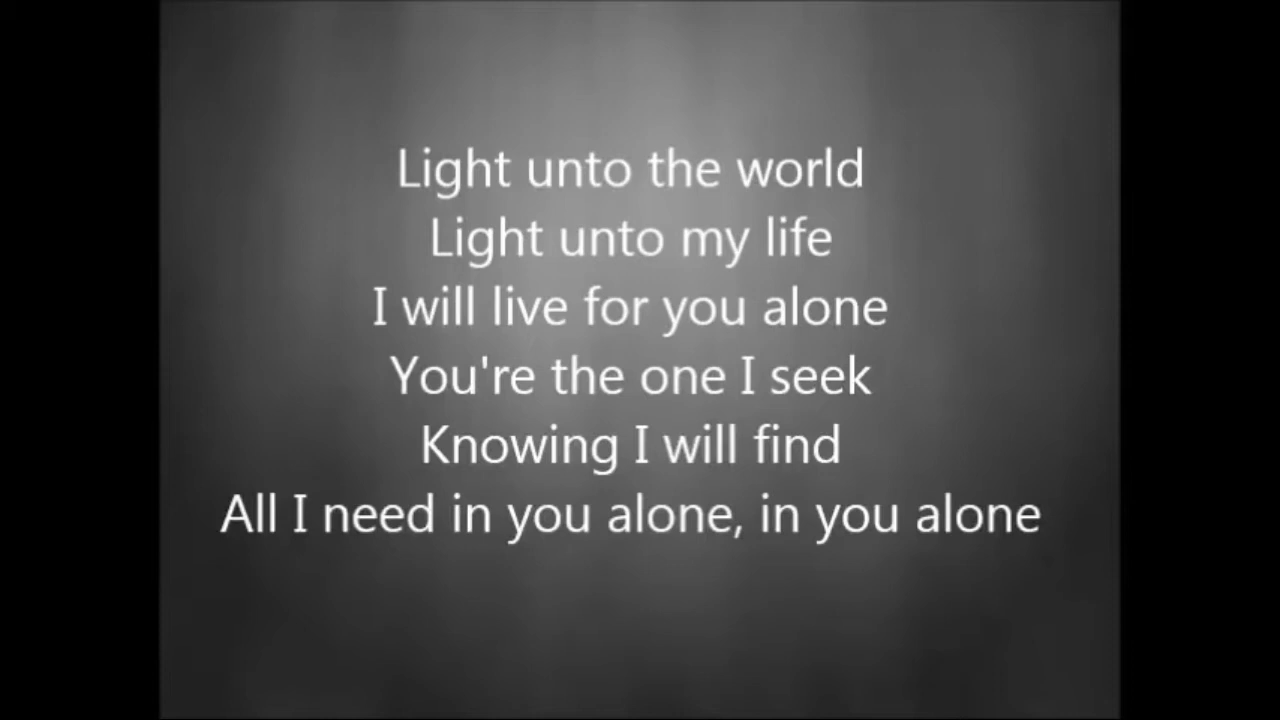 Light unto the world
Light unto my life
I will live for you alone
You're the one I seek
Knowing I will find
All I need in you alone, in you alone